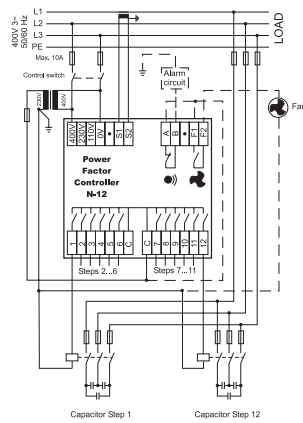 400V 3~
50/60 Hz
L1
L2
L3
PE
LOAD
Max. 10A
Control switch
Alarm
circuit
230V
400V
Fan
400V
230V
110V
0V
•
S1
S2
A
B
•
F1
F2
Power
Factor
Controller
N-12
1
2
3
4
5
6
C
C
7
8
9
10
11
12
Steps 2...6
Steps 7...11
Capacitor Step 1
Capacitor Step 12